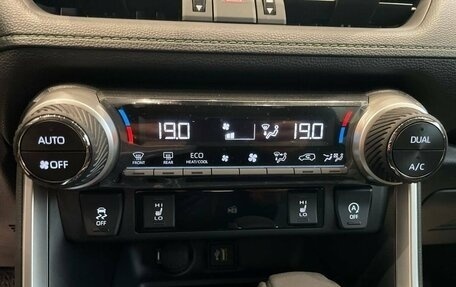 AUTO
OFF
19.0
19.0
FRONT
REAR
ECO
HEAT/COOL
DUAL
A/C
OFF
HI
LO
HI
LO
A
OFF